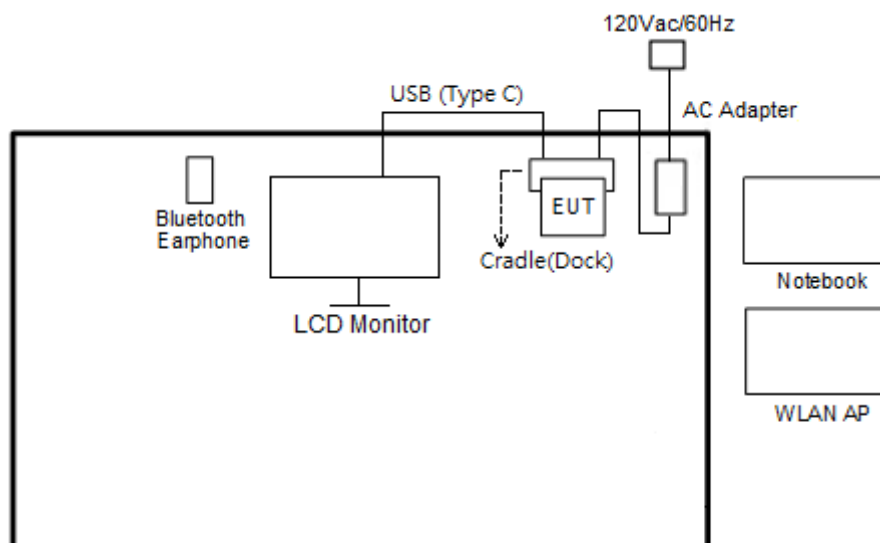 120Vac/60Hz
USB (Type C)
AC Adapter
EUT
Bluetooth
Earphone
Cradle(Dock)
Notebook
LCD Monitor
WLAN AP